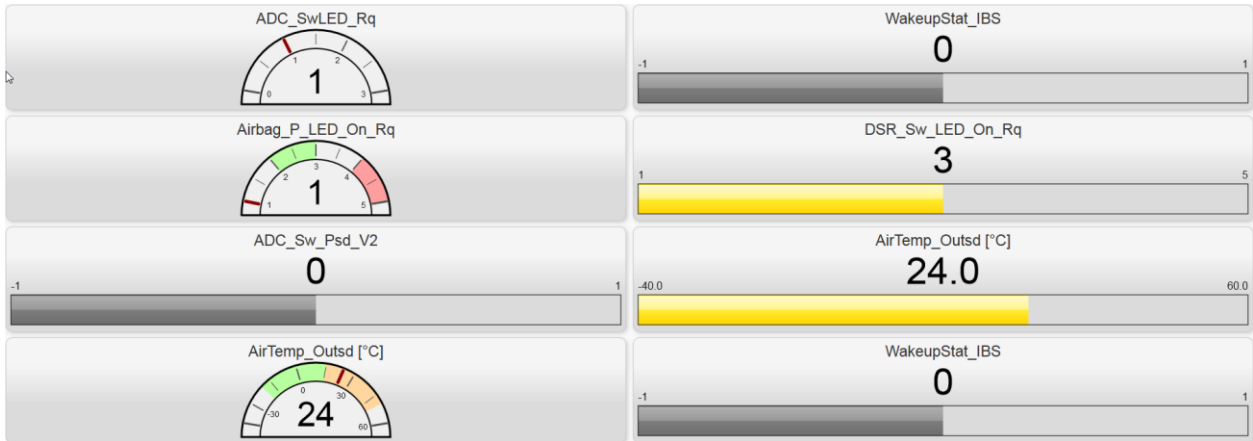 ADC_SwLED_Rq
0 1 2 3
1
WakeupStat_IBS
0
-1 1
Airbag_P_LED_On_Rq
1 2 3 4 5
1
DSR_Sw_LED_On_Rq
3
1 5
ADC_Sw_Psd_V2
0
-1 1
AirTemp_Outsd [°C]
24.0
-40.0 60.0
AirTemp_Outsd [°C]
-30 0 30 60
24
WakeupStat_IBS
0
-1 1